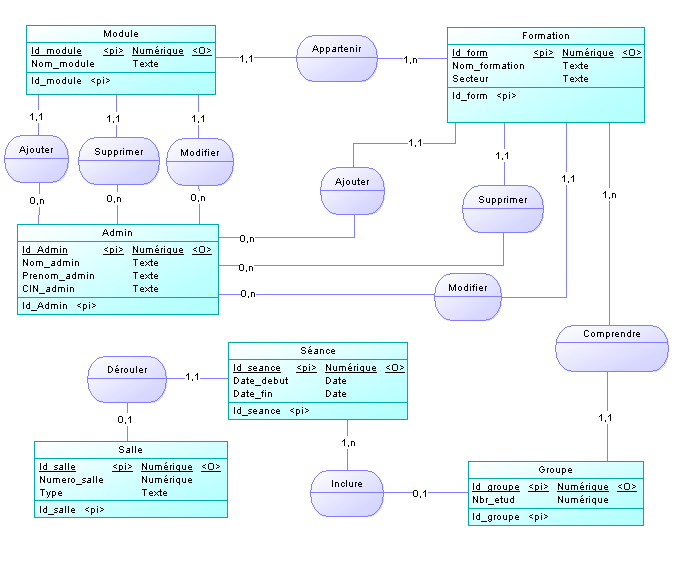 Module
Id_module <pi> Numérique <O>
Nom_module Texte
Id_module <pi>
1,1
Appartenir
1,n
Formation
Id_form <pi> Numérique <O>
Nom_formation Texte
Secteur Texte
Id_form <pi>
1,1
1,1
1,1
Ajouter
Supprimer
Modifier
0,n
0,n
0,n
1,1
1,1
1,1
1,n
Ajouter
Supprimer
Modifier
0,n
0,n
0,n
Admin
Id_Admin <pi> Numérique <O>
Nom_admin Texte
Prenom_admin Texte
CIN_admin Texte
Id_Admin <pi>
Comprendre
1,1
Dérouler
1,1
0,1
Séance
Id_seance <pi> Numérique <O>
Date_debut Date
Date_fin Date
Id_seance <pi>
1,n
Salle
Id_salle <pi> Numérique <O>
Numero_salle Numérique
Type Texte
Id_salle <pi>
Inclure
0,1
Groupe
Id_groupe <pi> Numérique <O>
Nbr_etud Numérique
Id_groupe <pi>